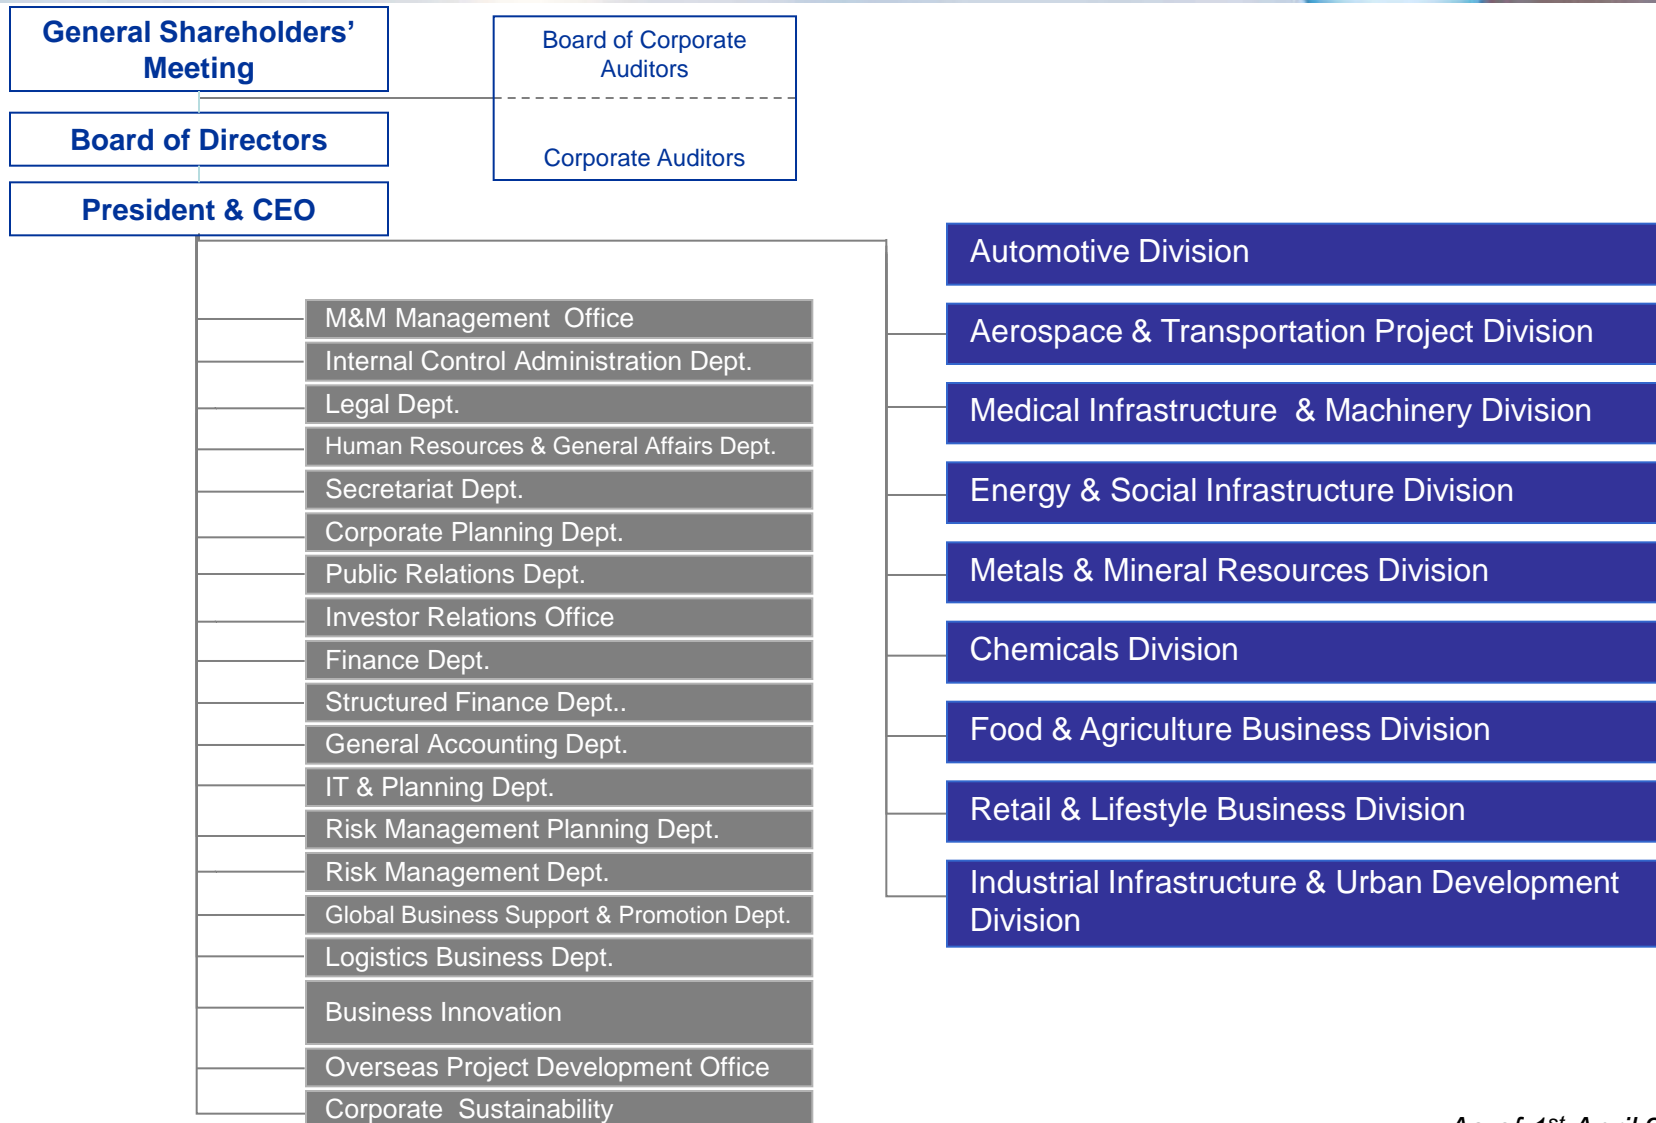 General Shareholders’
Meeting
Board of Corporate
Auditors
Corporate Auditors
Board of Directors
President & CEO
M&M Management Office
Internal Control Administration Dept.
Legal Dept.
Human Resources & General Affairs Dept.
Secretariat Dept.
Corporate Planning Dept.
Public Relations Dept.
Investor Relations Office
Finance Dept.
Structured Finance Dept..
General Accounting Dept.
IT & Planning Dept.
Risk Management Planning Dept.
Risk Management Dept.
Global Business Support & Promotion Dept.
Logistics Business Dept.
Business Innovation
Overseas Project Development Office
Corporate Sustainability
Automotive Division
Aerospace & Transportation Project Division
Medical Infrastructure & Machinery Division
Energy & Social Infrastructure Division
Metals & Mineral Resources Division
Chemicals Division
Food & Agriculture Business Division
Retail & Lifestyle Business Division
Industrial Infrastructure & Urban Development
Division
As of 1st April